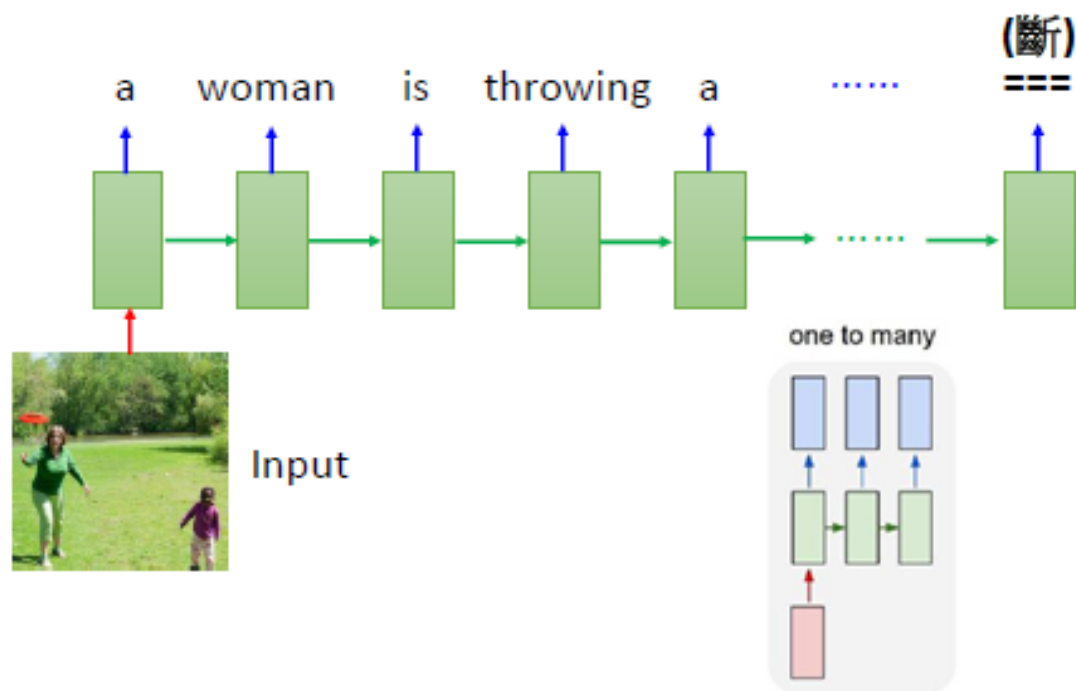 (斷)
a woman is throwing a ...... ===
......
one to many
Input